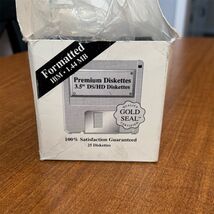 Formatted
IBM • 1.44 MB
Premium Diskettes
3.5" DS/HD Diskettes
GOLD
SEAL
100% Satisfaction Guaranteed
25 Diskettes